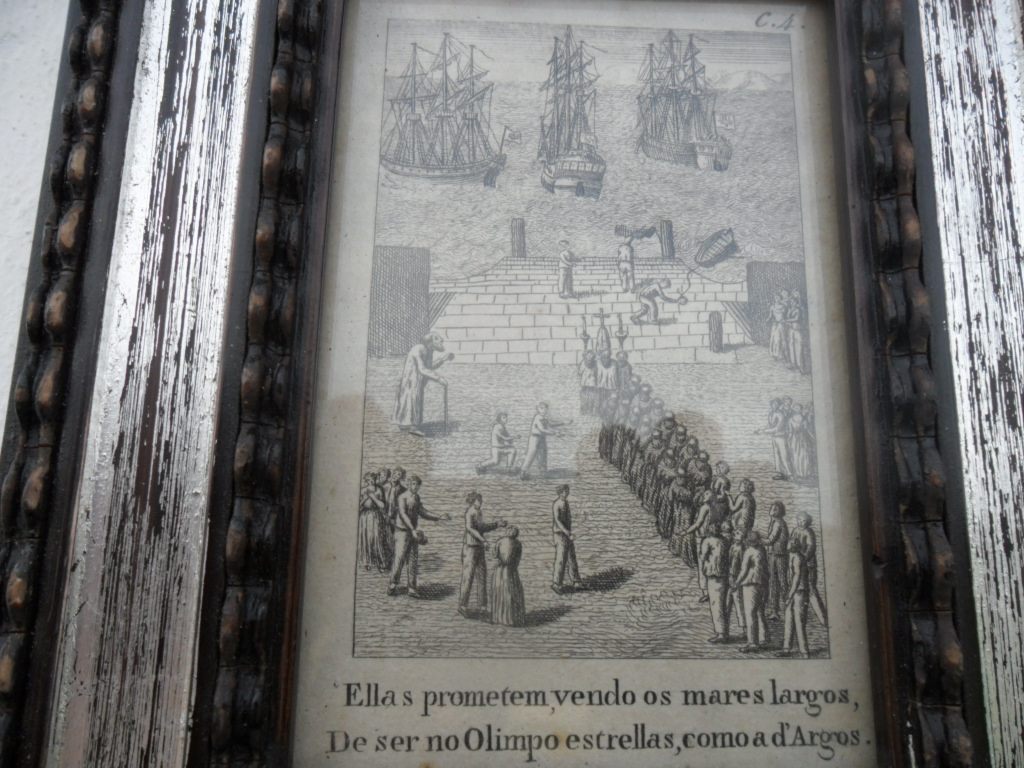 C. 4.
Ellas prometem, vendo os mares largos,
De ser no Olimpo estrellas, como a d'Argos.